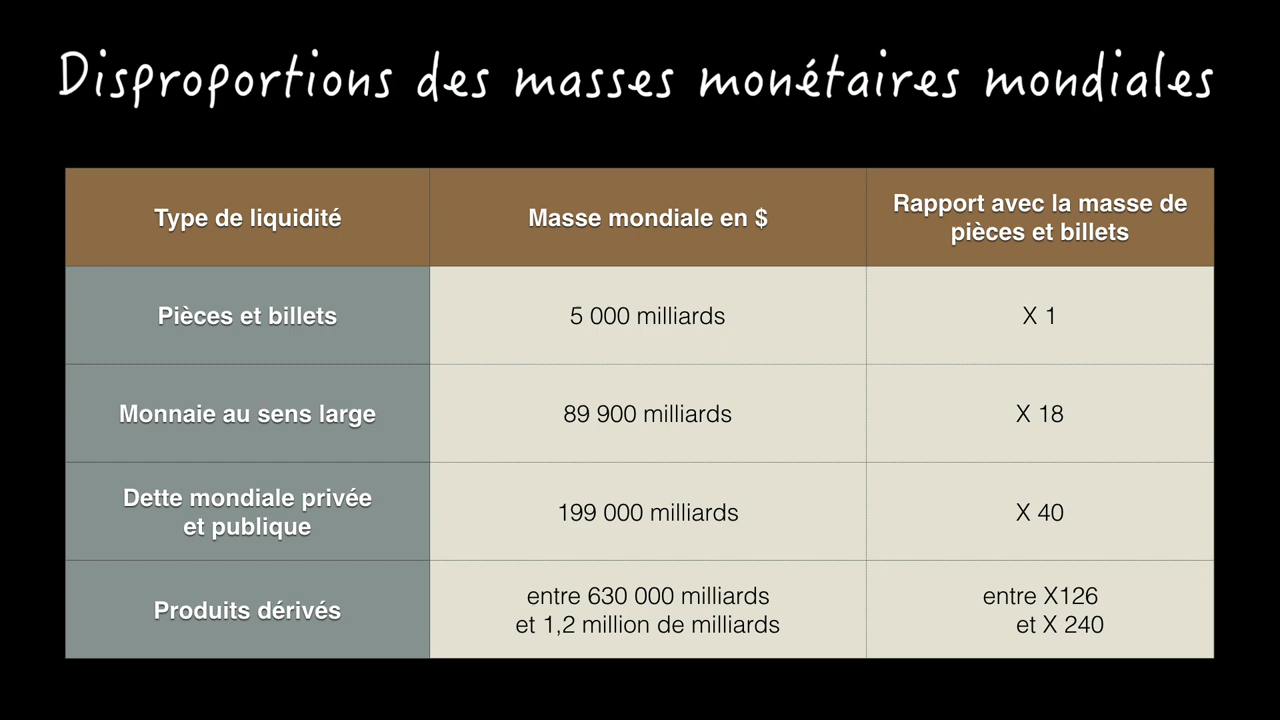 Disproportions des masses monétaires mondiales
Type de liquidité
Masse mondiale en $
Rapport avec la masse de
pièces et billets
Pièces et billets
5 000 milliards
X 1
Monnaie au sens large
89 900 milliards
X 18
Dette mondiale privée
et publique
199 000 milliards
X 40
Produits dérivés
entre 630 000 milliards
et 1,2 million de milliards
entre X126
et X 240